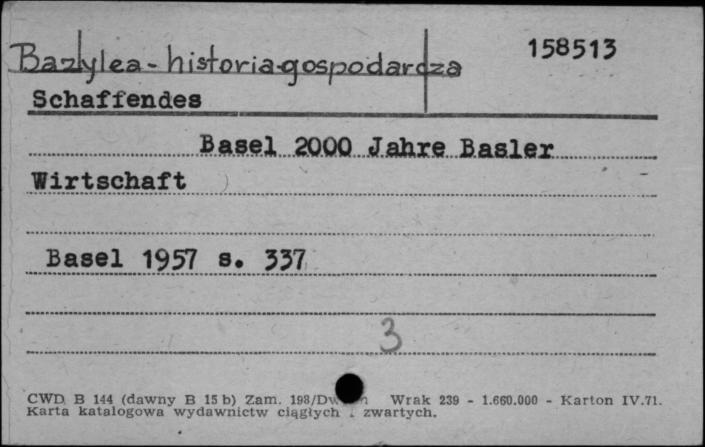 158513
Bazylea - historia gospodarcza
Schaffendes
Basel 2000 Jahre Basler
Wirtschaft
Basel 1957 s. 337
3
CWD B 144 (dawny B 15 b) Zam. 198/ Wrak 239 - 1.660.000 - Karton IV.71.
Karta katalogowa wydawnictw ciągłych i zwartych.